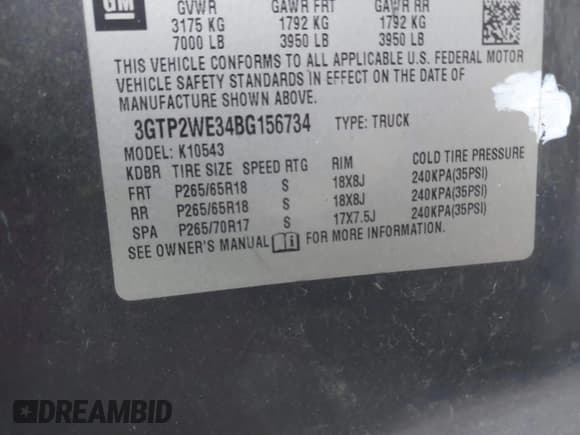 GM
GVWR GAWR FRT GAWR RR
3175 KG 1792 KG 1792 KG
7000 LB 3950 LB 3950 LB
THIS VEHICLE CONFORMS TO ALL APPLICABLE U.S. FEDERAL MOTOR
VEHICLE SAFETY STANDARDS IN EFFECT ON THE DATE OF
MANUFACTURE SHOWN ABOVE.
3GTP2WE34BG156734 TYPE: TRUCK
MODEL: K10543
KDBR TIRE SIZE SPEED RTG RIM COLD TIRE PRESSURE
FRT P265/65R18 S 18X8J 240KPA(35PSI)
RR P265/65R18 S 18X8J 240KPA(35PSI)
SPA P265/70R17 S 17X7.5J 240KPA(35PSI)
SEE OWNER'S MANUAL FOR MORE INFORMATION.
DREAMBID